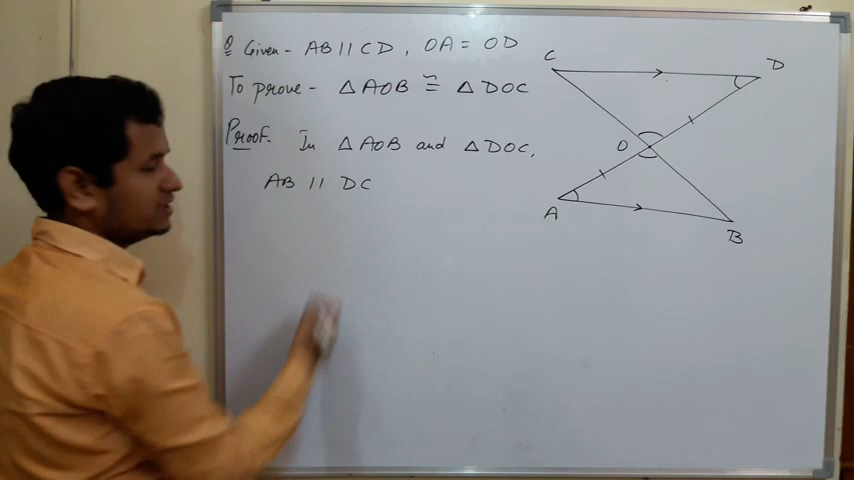 Q Given - AB || CD, OA = OD
To prove - △AOB ≅ △DOC
Proof. In △AOB and △DOC,
AB || DC
C
D
O
A
B